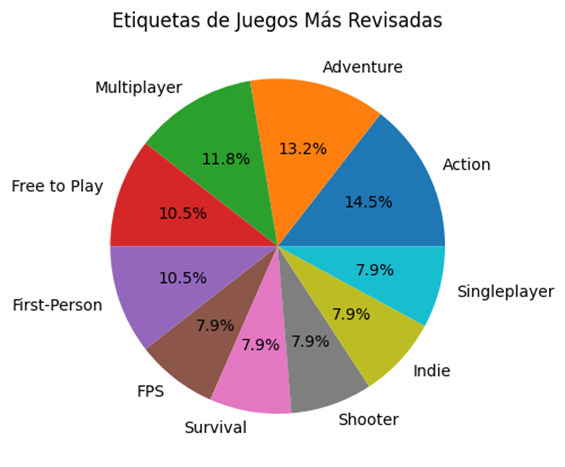 Etiquetas de Juegos Más Revisadas
Adventure
Multiplayer
13.2%
11.8%
Action
14.5%
Free to Play
10.5%
First-Person
10.5%
7.9%
Singleplayer
7.9%
7.9%
7.9%
7.9%
Indie
FPS
Shooter
Survival